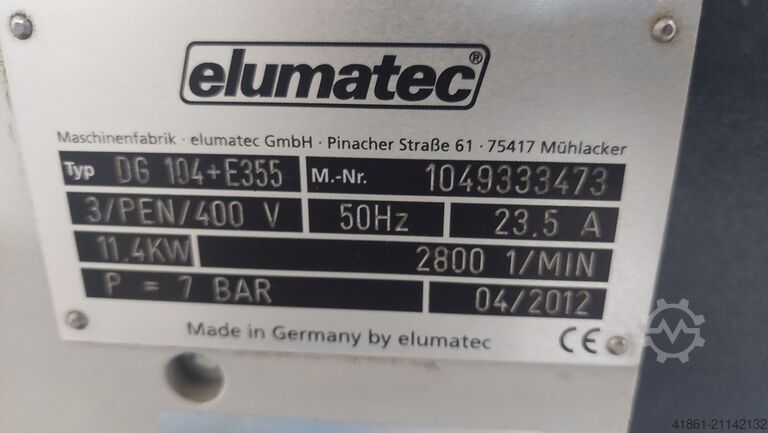 elumatec®
Maschinenfabrik · elumatec GmbH · Pinacher Straße 61 · 75417 Mühlacker
Typ DG 104+E355 M.-Nr. 1049333473
3/PEN/400 V 50Hz 23.5 A
11.4KW 2800 1/MIN
P = 7 BAR 04/2012
Made in Germany by elumatec CE
41861-21142132